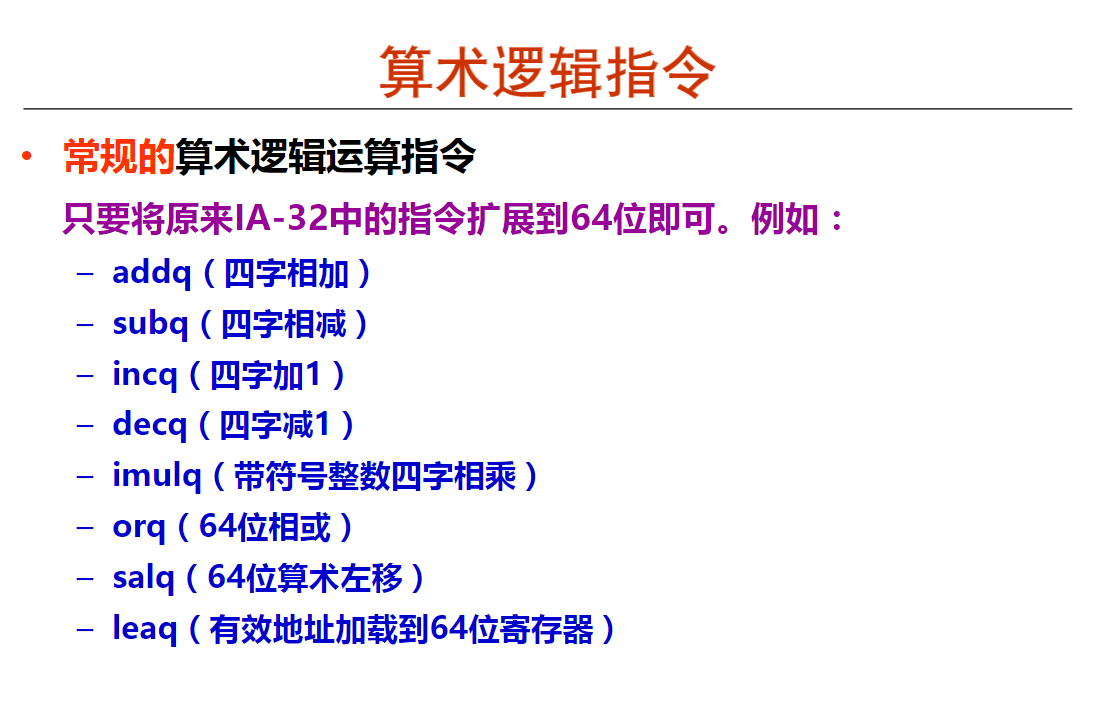 算术逻辑指令
• 常规的算术逻辑运算指令
只要将原来IA-32中的指令扩展到64位即可。例如：
– addq（四字相加）
– subq（四字相减）
– incq（四字加1）
– decq（四字减1）
– imulq（带符号整数四字相乘）
– orq（64位相或）
– salq（64位算术左移）
– leaq（有效地址加载到64位寄存器）